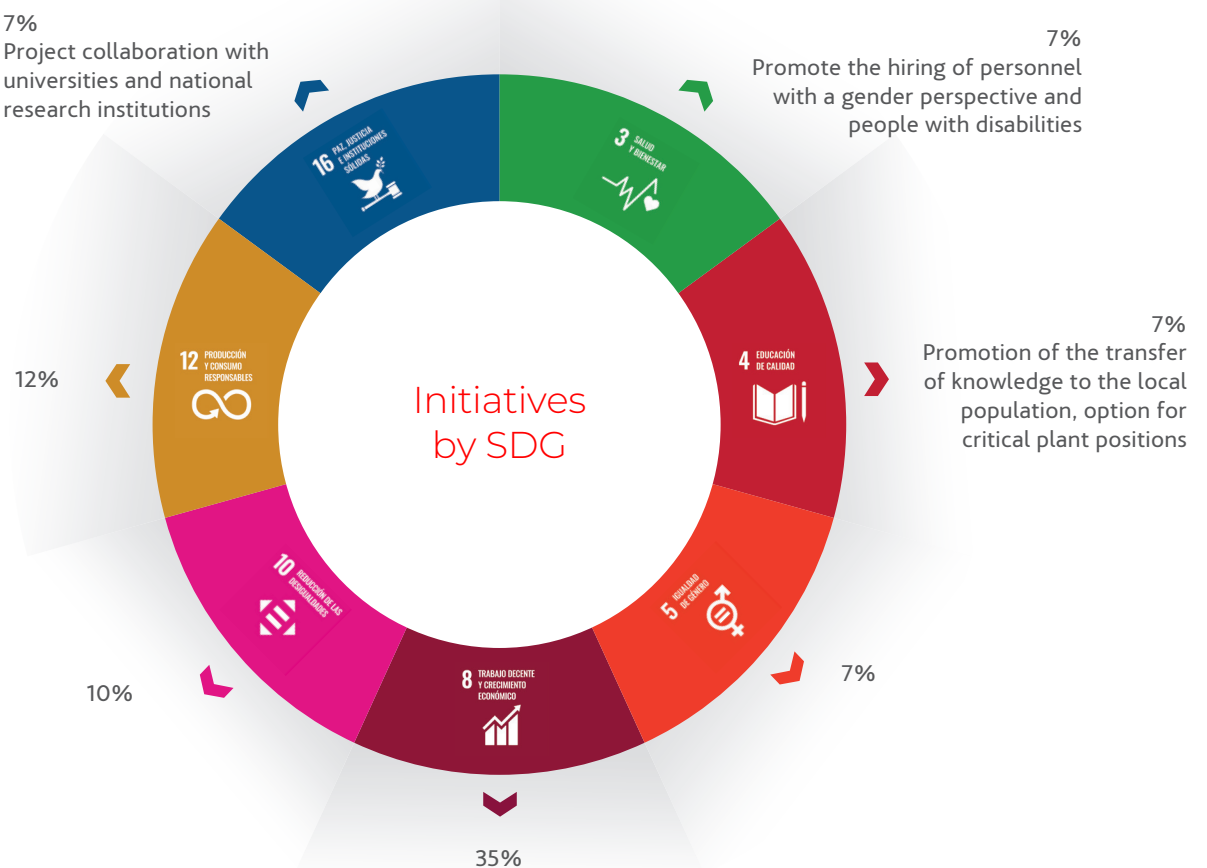 7%
Project collaboration with
universities and national
research institutions
7%
Promote the hiring of personnel
with a gender perspective and
people with disabilities
16 PAZ, JUSTICIA
E INSTITUCIONES
SÓLIDAS
3 SALUD
Y BIENESTAR
7%
Promotion of the transfer
of knowledge to the local
population, option for
critical plant positions
4 EDUCACIÓN
DE CALIDAD
12 PRODUCCIÓN
Y CONSUMO
RESPONSABLES
12%
Initiatives
by SDG
10 REDUCCIÓN DE LAS
DESIGUALDADES
10%
5 IGUALDAD
DE GÉNERO
7%
8 TRABAJO DECENTE
Y CRECIMIENTO
ECONÓMICO
35%